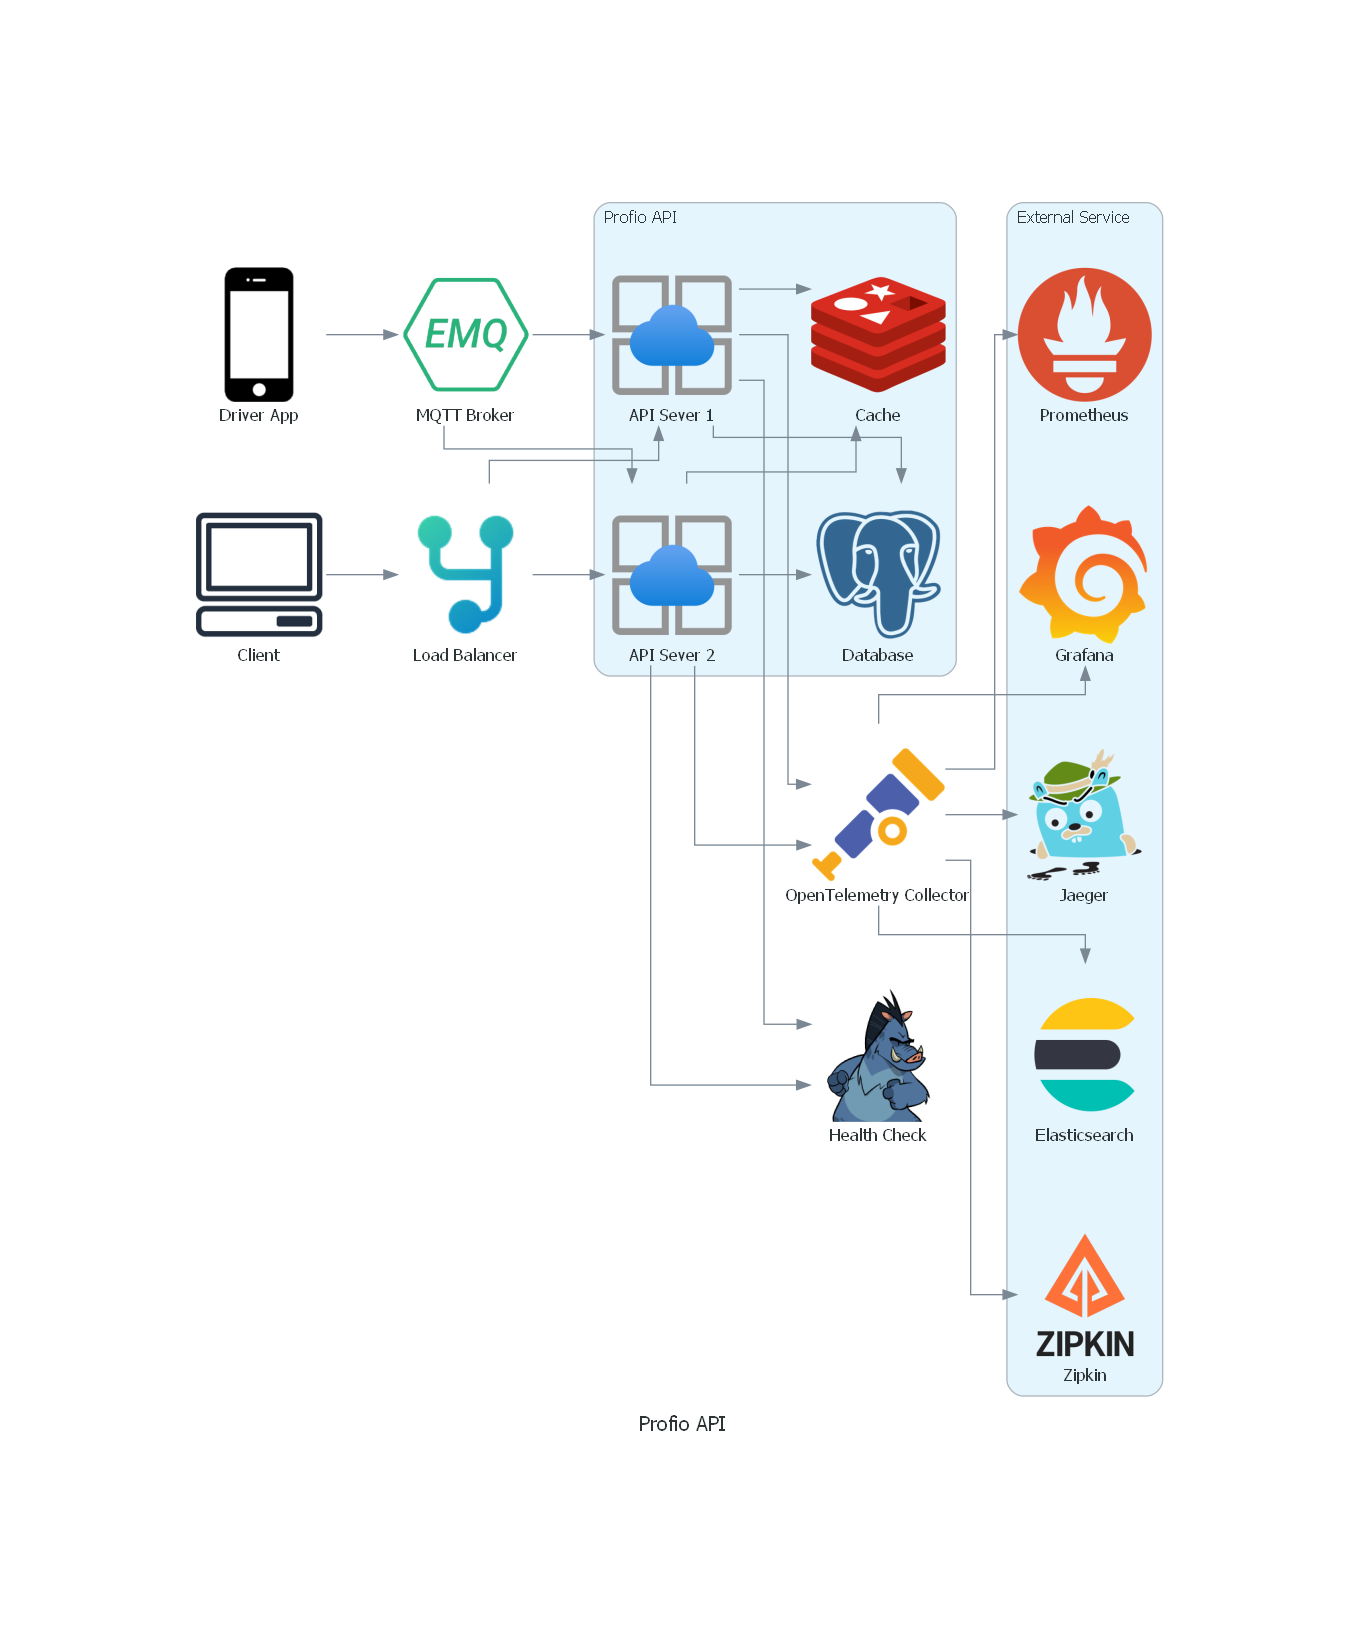 Profio API
External Service
EMQ
Driver App
MQTT Broker
API Sever 1
Cache
Prometheus
Client
Load Balancer
API Sever 2
Database
Grafana
OpenTelemetry Collector
Jaeger
Health Check
Elasticsearch
ZIPKIN
Zipkin
Profio API